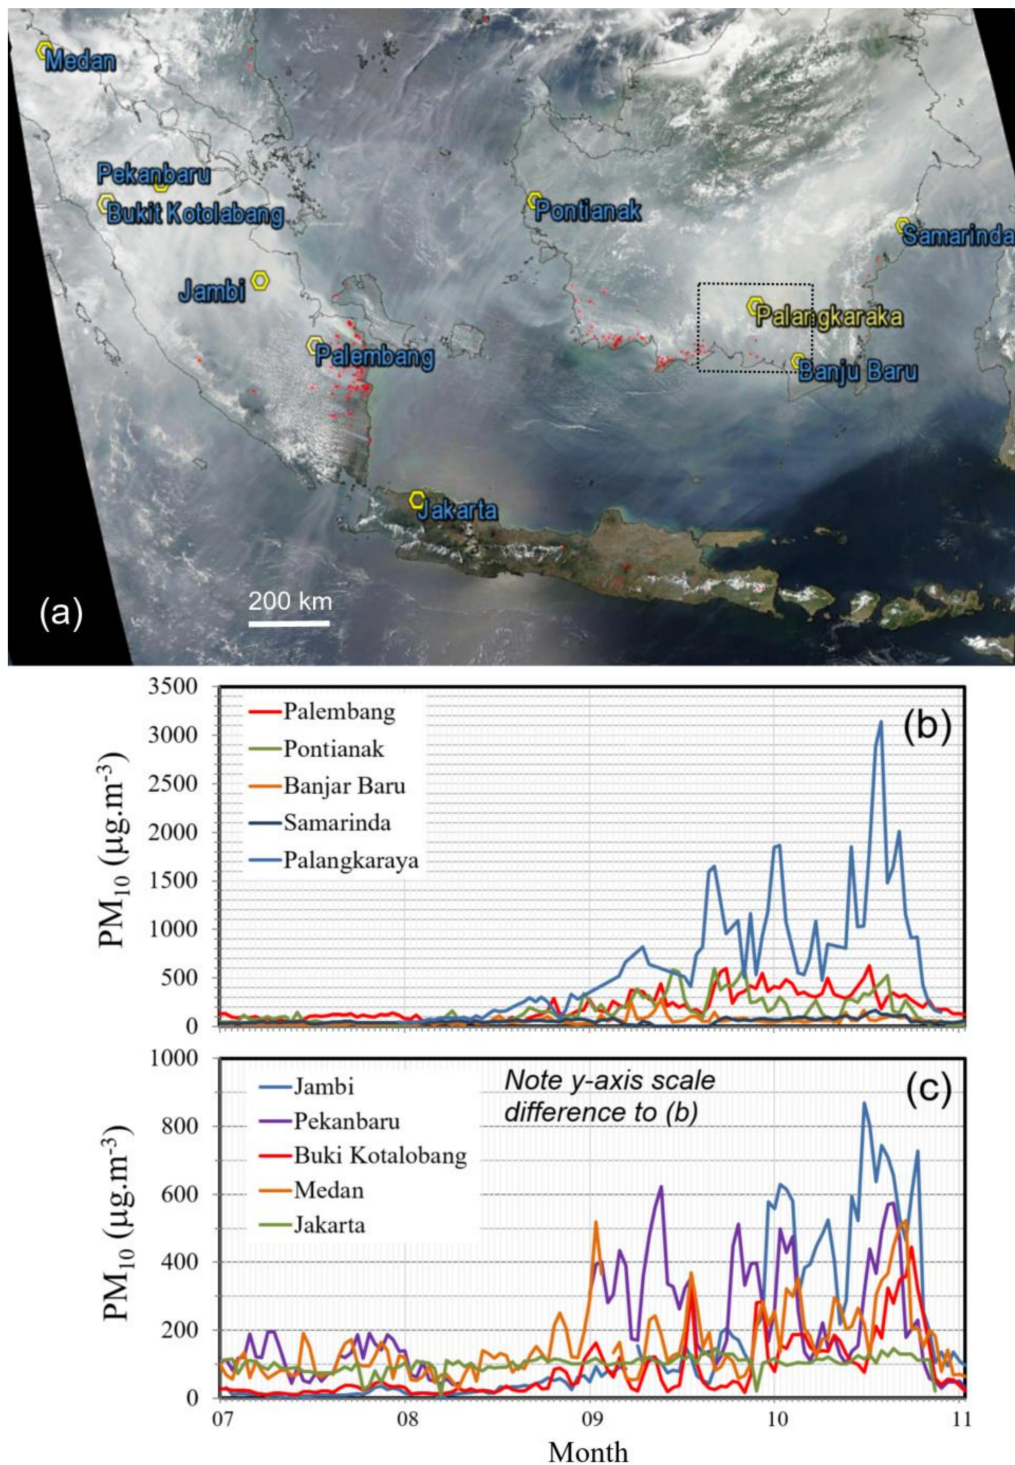 Medan
Pekanbaru
Bukit Kotolabang
Pontianak
Samarinda
Jambi
Palangkaraka
Palembang
Banju Baru
Jakarta
(a)
200 km
3500
3000
2500
2000
1500
1000
500
0
PM10 (µg.m-3)
(b)
Palembang
Pontianak
Banjar Baru
Samarinda
Palangkaraya
1000
800
600
400
200
0
PM10 (µg.m-3)
Note y-axis scale
difference to (b)
(c)
Jambi
Pekanbaru
Buki Kotalobang
Medan
Jakarta
07 08 09 10 11
Month